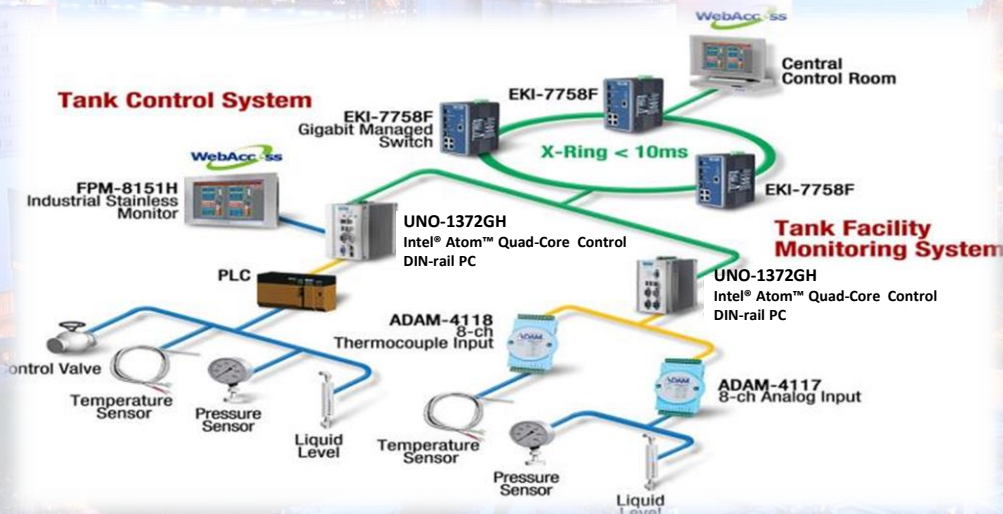 WebAccess
Central
Control Room
Tank Control System
EKI-7758F
EKI-7758F
Gigabit Managed
Switch
X-Ring < 10ms
WebAccess
FPM-8151H
Industrial Stainless
Monitor
EKI-7758F
UNO-1372GH
Intel® Atom™ Quad-Core Control
DIN-rail PC
Tank Facility
Monitoring System
PLC
UNO-1372GH
Intel® Atom™ Quad-Core Control
DIN-rail PC
ADAM-4118
8-ch
Thermocouple Input
ADAM
Control Valve
Temperature
Sensor
Pressure
Sensor
Liquid
Level
ADAM
ADAM-4117
8-ch Analog Input
Temperature
Sensor
Pressure
Sensor
Liquid
Level